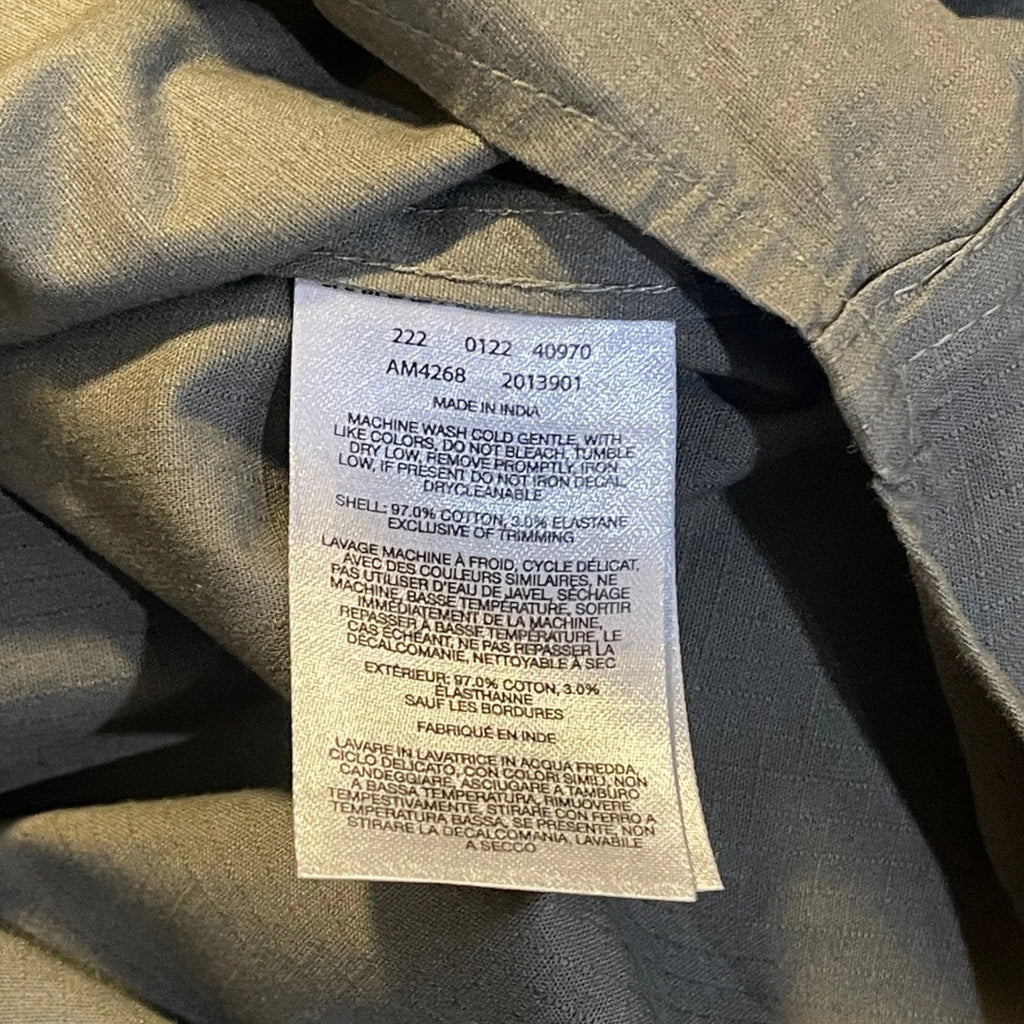 222 0122 40970
AM4268 2013901
MADE IN INDIA
MACHINE WASH COLD GENTLE, WITH
LIKE COLORS, DO NOT BLEACH, TUMBLE
DRY LOW, REMOVE PROMPTLY, IRON
LOW, IF PRESENT DO NOT IRON DECAL,
DRYCLEANABLE
SHELL: 97.0% COTTON, 3.0% ELASTANE
EXCLUSIVE OF TRIMMING
LAVAGE MACHINE À FROID, CYCLE DÉLICAT,
AVEC DES COULEURS SIMILAIRES, NE
PAS UTILISER D'EAU DE JAVEL, SÉCHAGE
MACHINE, BASSE TEMPÉRATURE, SORTIR
IMMÉDIATEMENT DE LA MACHINE,
REPASSER À BASSE TEMPÉRATURE, LE
CAS ÉCHÉANT, NE PAS REPASSER LA
DÉCALCOMANIE, NETTOYABLE À SEC
EXTÉRIEUR: 97.0% COTON, 3.0%
ÉLASTHANNE
SAUF LES BORDURES
FABRIQUÉ EN INDE
LAVARE IN LAVATRICE IN ACQUA FREDDA,
CICLO DELICATO, CON COLORI SIMILI, NON
CANDEGGIARE, ASCIUGARE A TAMBURO
A BASSA TEMPERATURA, RIMUOVERE
TEMPESTIVAMENTE, STIRARE CON FERRO A
TEMPERATURA BASSA, SE PRESENTE, NON
STIRARE LA DECALCOMANIA, LAVABILE
A SECCO